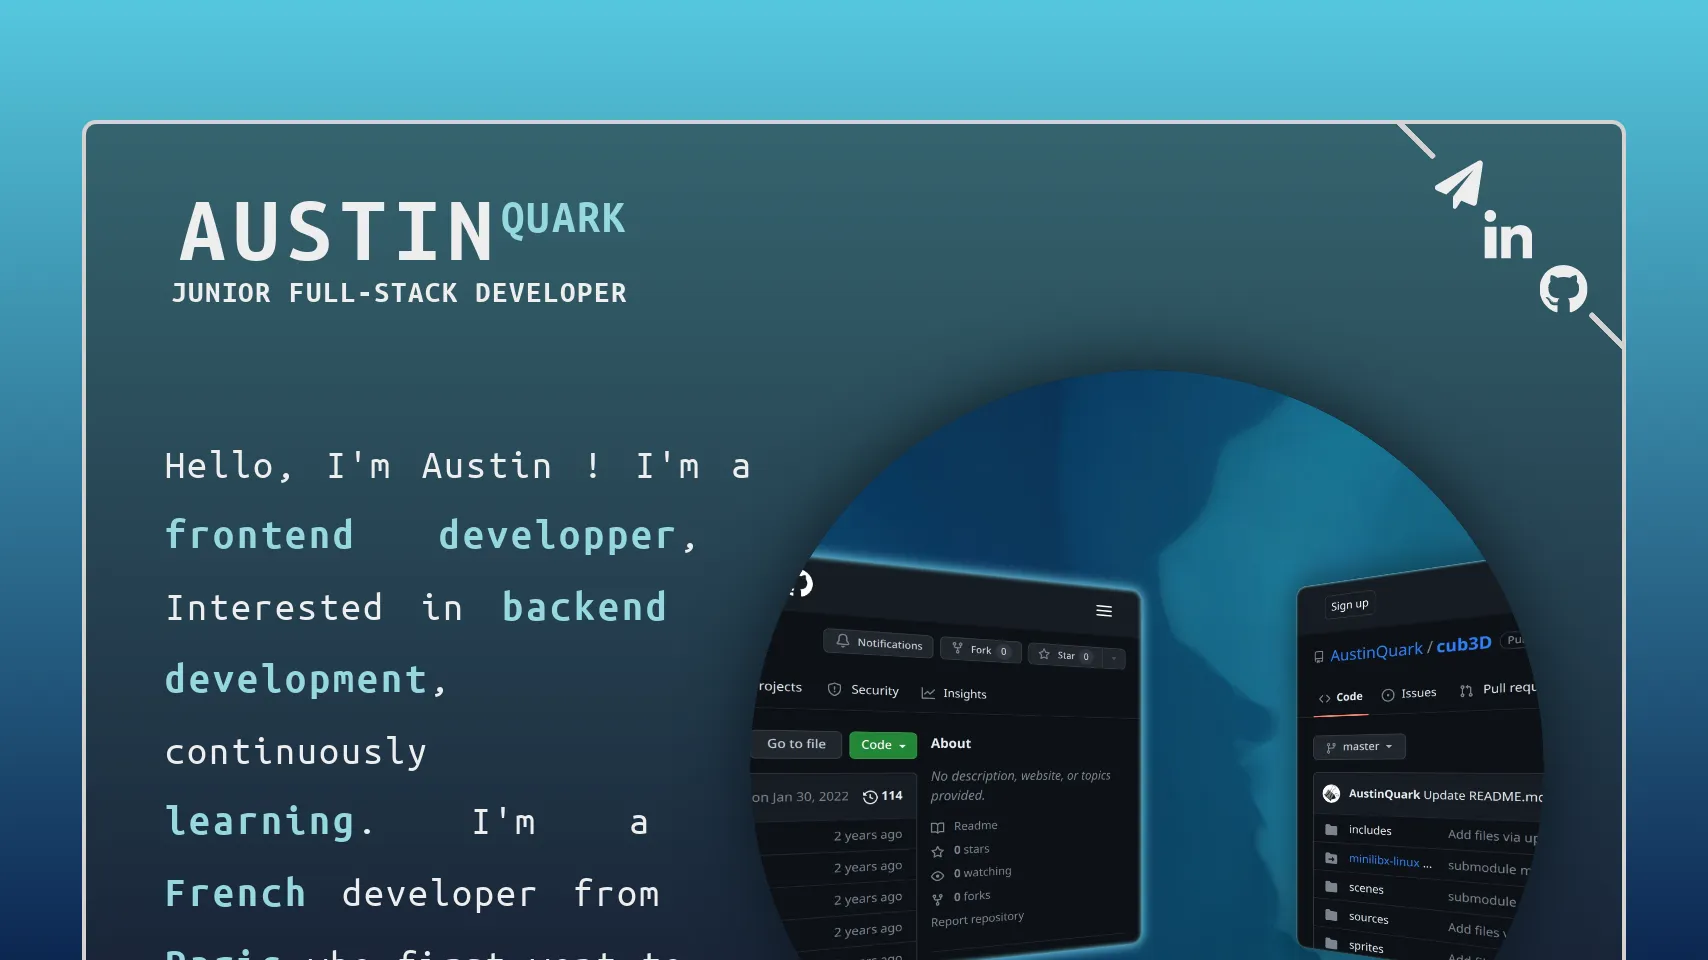 AUSTIN QUARK
JUNIOR FULL-STACK DEVELOPER
Hello, I'm Austin ! I'm a
frontend developper,
Interested in backend
development,
continuously
learning. I'm a
French developer from
Notifications
Fork 0
Star 0
rojects
Security
Insights
Go to file
Code
About
No description, website, or topics
provided.
on Jan 30, 2022
114
Readme
0 stars
0 watching
0 forks
Report repository
2 years ago
2 years ago
2 years ago
2 years ago
Sign up
AustinQuark / cub3D
Code
Issues
Pull requ
master
AustinQuark Update README.md
includes
Add files via up
minilibx-linux ...
submodule m
scenes
submodule
sources
Add files v
sprites